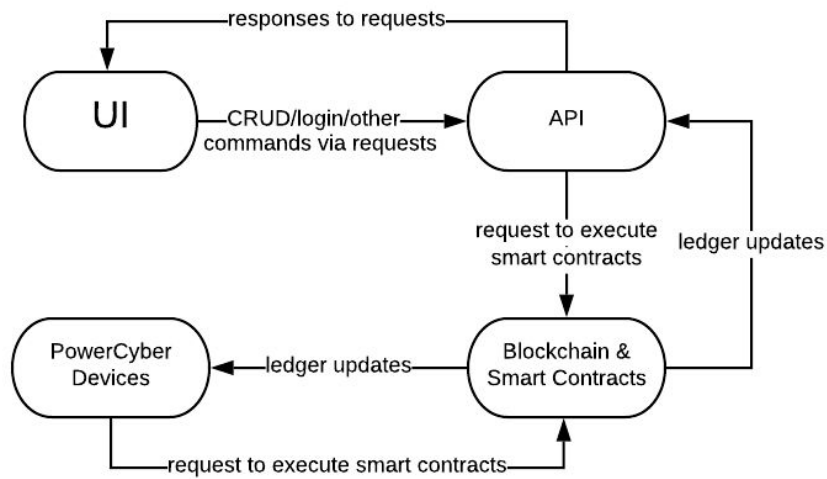 responses to requests
UI
CRUD/login/other
commands via requests
API
request to execute
smart contracts
ledger updates
PowerCyber
Devices
ledger updates
Blockchain &
Smart Contracts
request to execute smart contracts